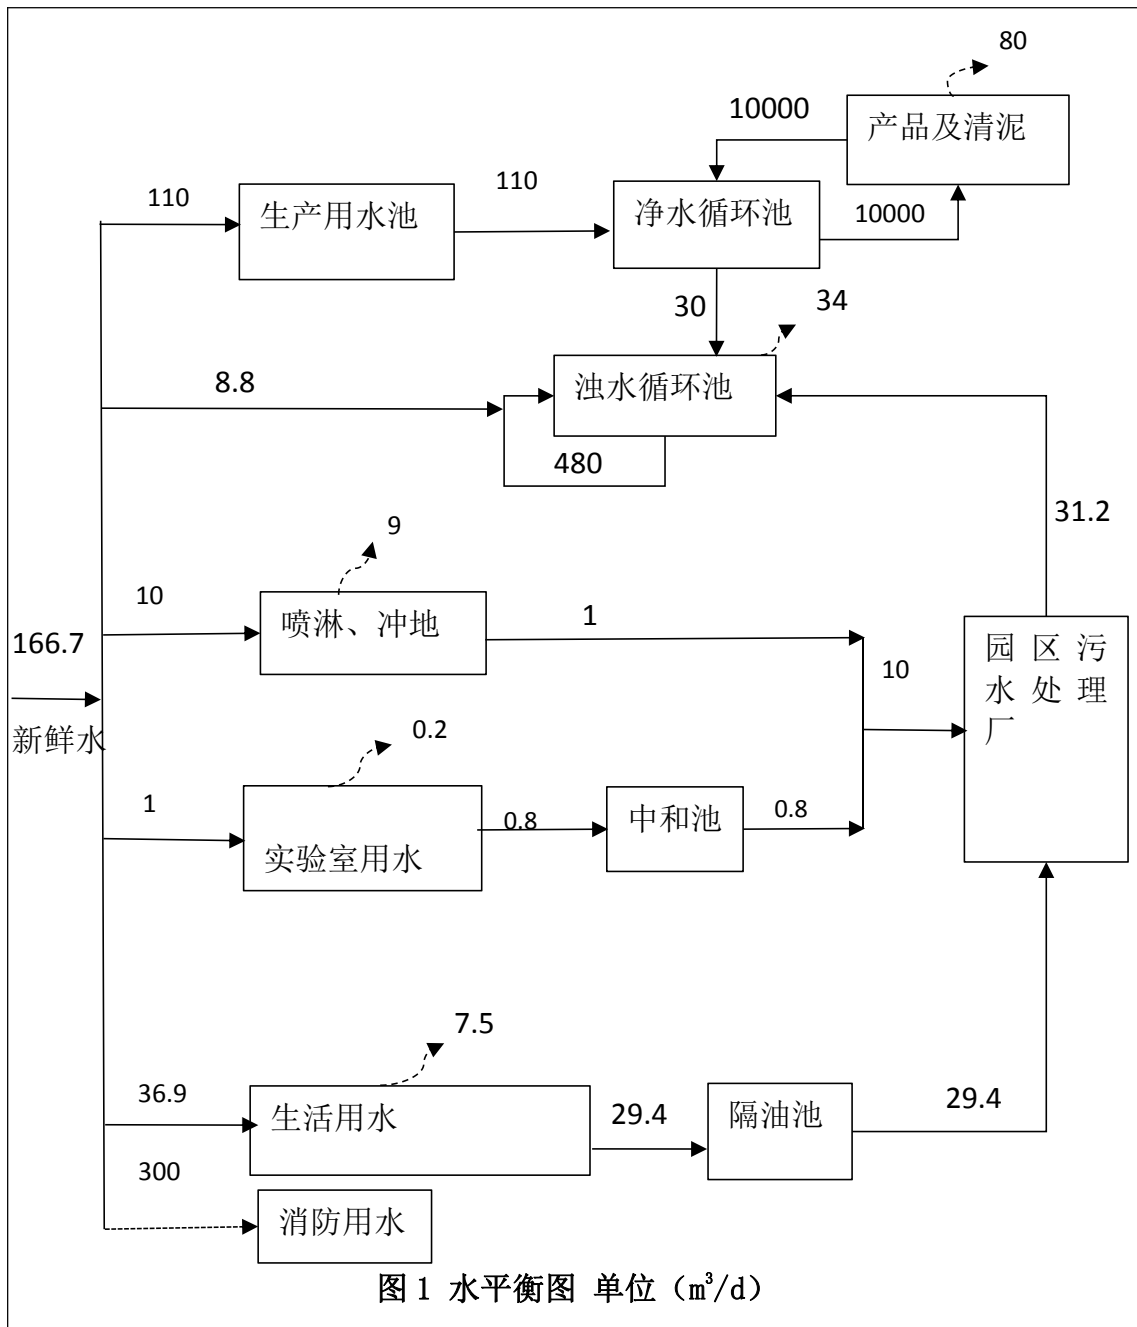 80
10000
产品及清泥
110
生产用水池
110
净水循环池
10000
30
34
8.8
浊水循环池
480
31.2
9
10
喷淋、冲地
1
166.7
新鲜水
10
园区污
水处理
厂
0.2
1
实验室用水
0.8
中和池
0.8
7.5
36.9
生活用水
29.4
隔油池
29.4
300
消防用水
图1 水平衡图 单位（m³/d）